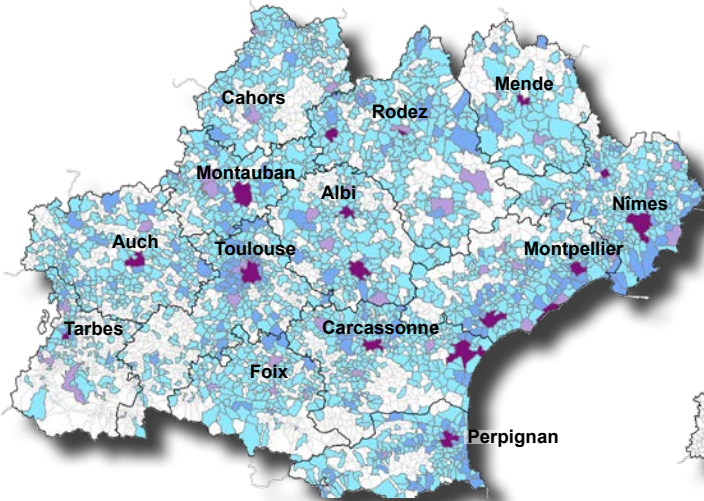 Mende
Cahors
Rodez
Montauban
Albi
Nîmes
Auch
Toulouse
Montpellier
Tarbes
Carcassonne
Foix
Perpignan